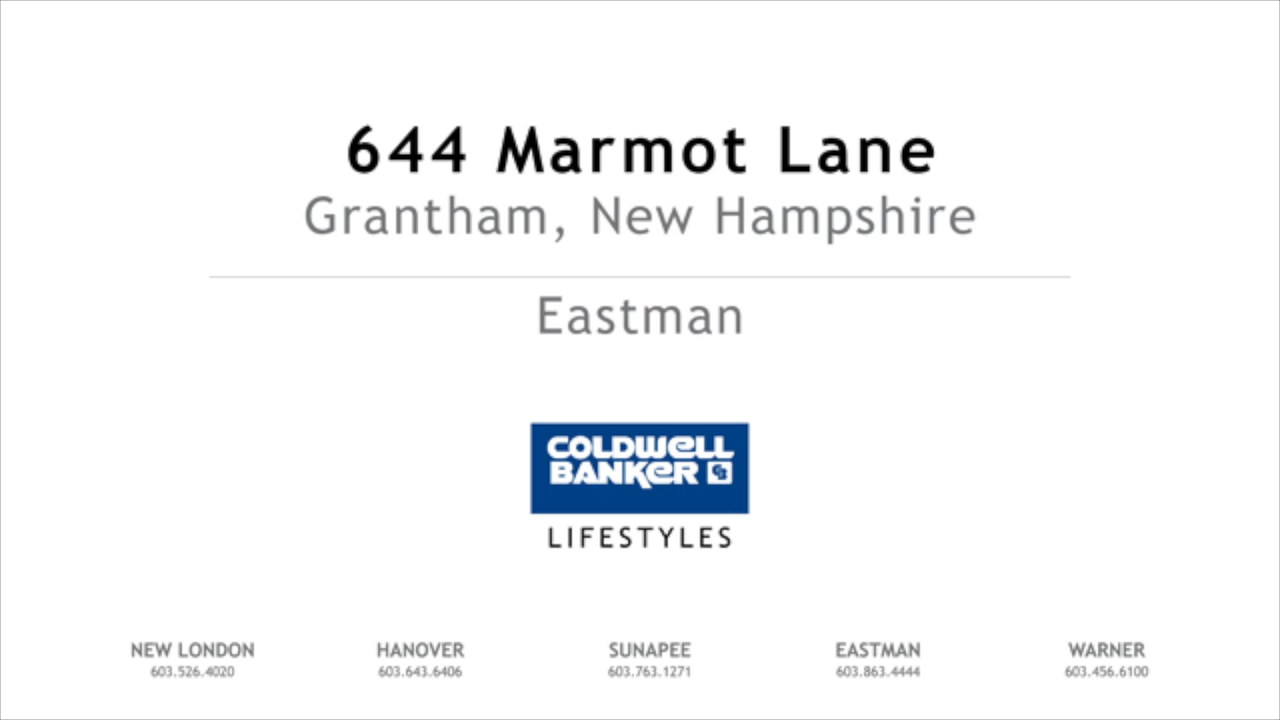 644 Marmot Lane
Grantham, New Hampshire
Eastman
COLDWELL
BANKER CB
LIFESTYLES
NEW LONDON HANOVER SUNAPEE EASTMAN WARNER
603.526.4020 603.643.6406 603.763.1271 603.863.4444 603.456.6100